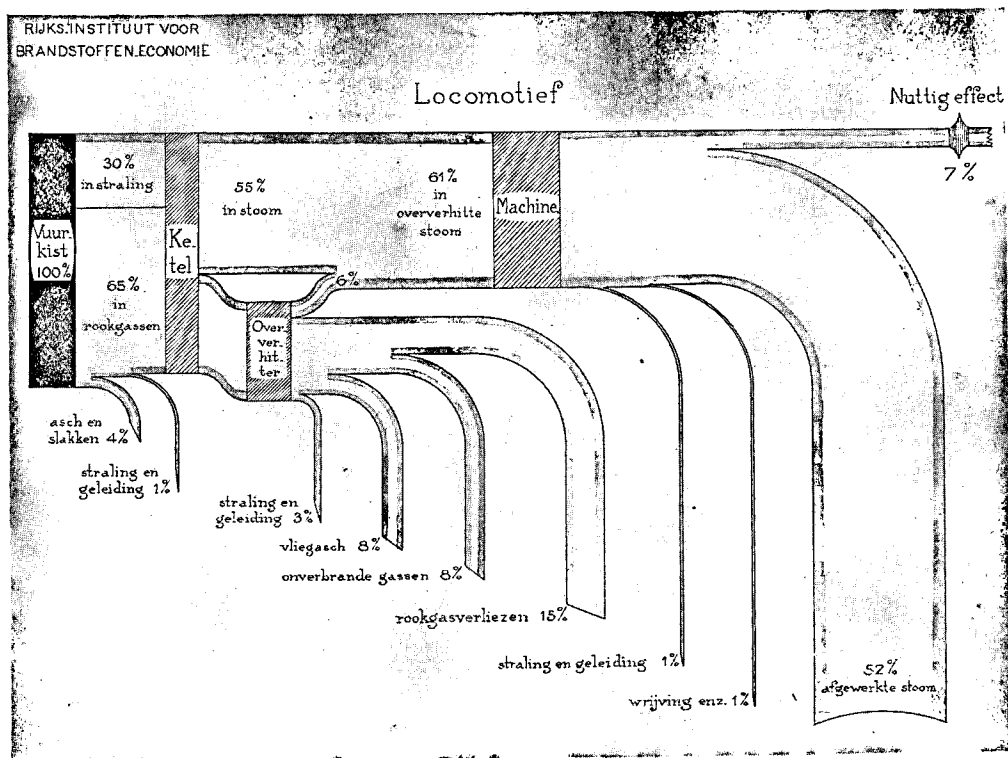 RIJKS.INSTITUUT VOOR
BRANDSTOFFEN.ECONOMIE
Locomotief
Nuttig effect
7%
30%
in straling
55%
in stoom
61%
in
oververhitte
stoom
Machine
Vuur.
kist
100%
Ke-
tel
65%
in
rookgassen
6%
Over-
ver-
hit-
ter
asch en
slakken 4%
straling en
geleiding 1%
straling en
geleiding 3%
vliegasch 8%
onverbrande gassen 8%
rookgasverliezen 15%
straling en geleiding 1%
wrijving enz. 1%
52%
afgewerkte stoom